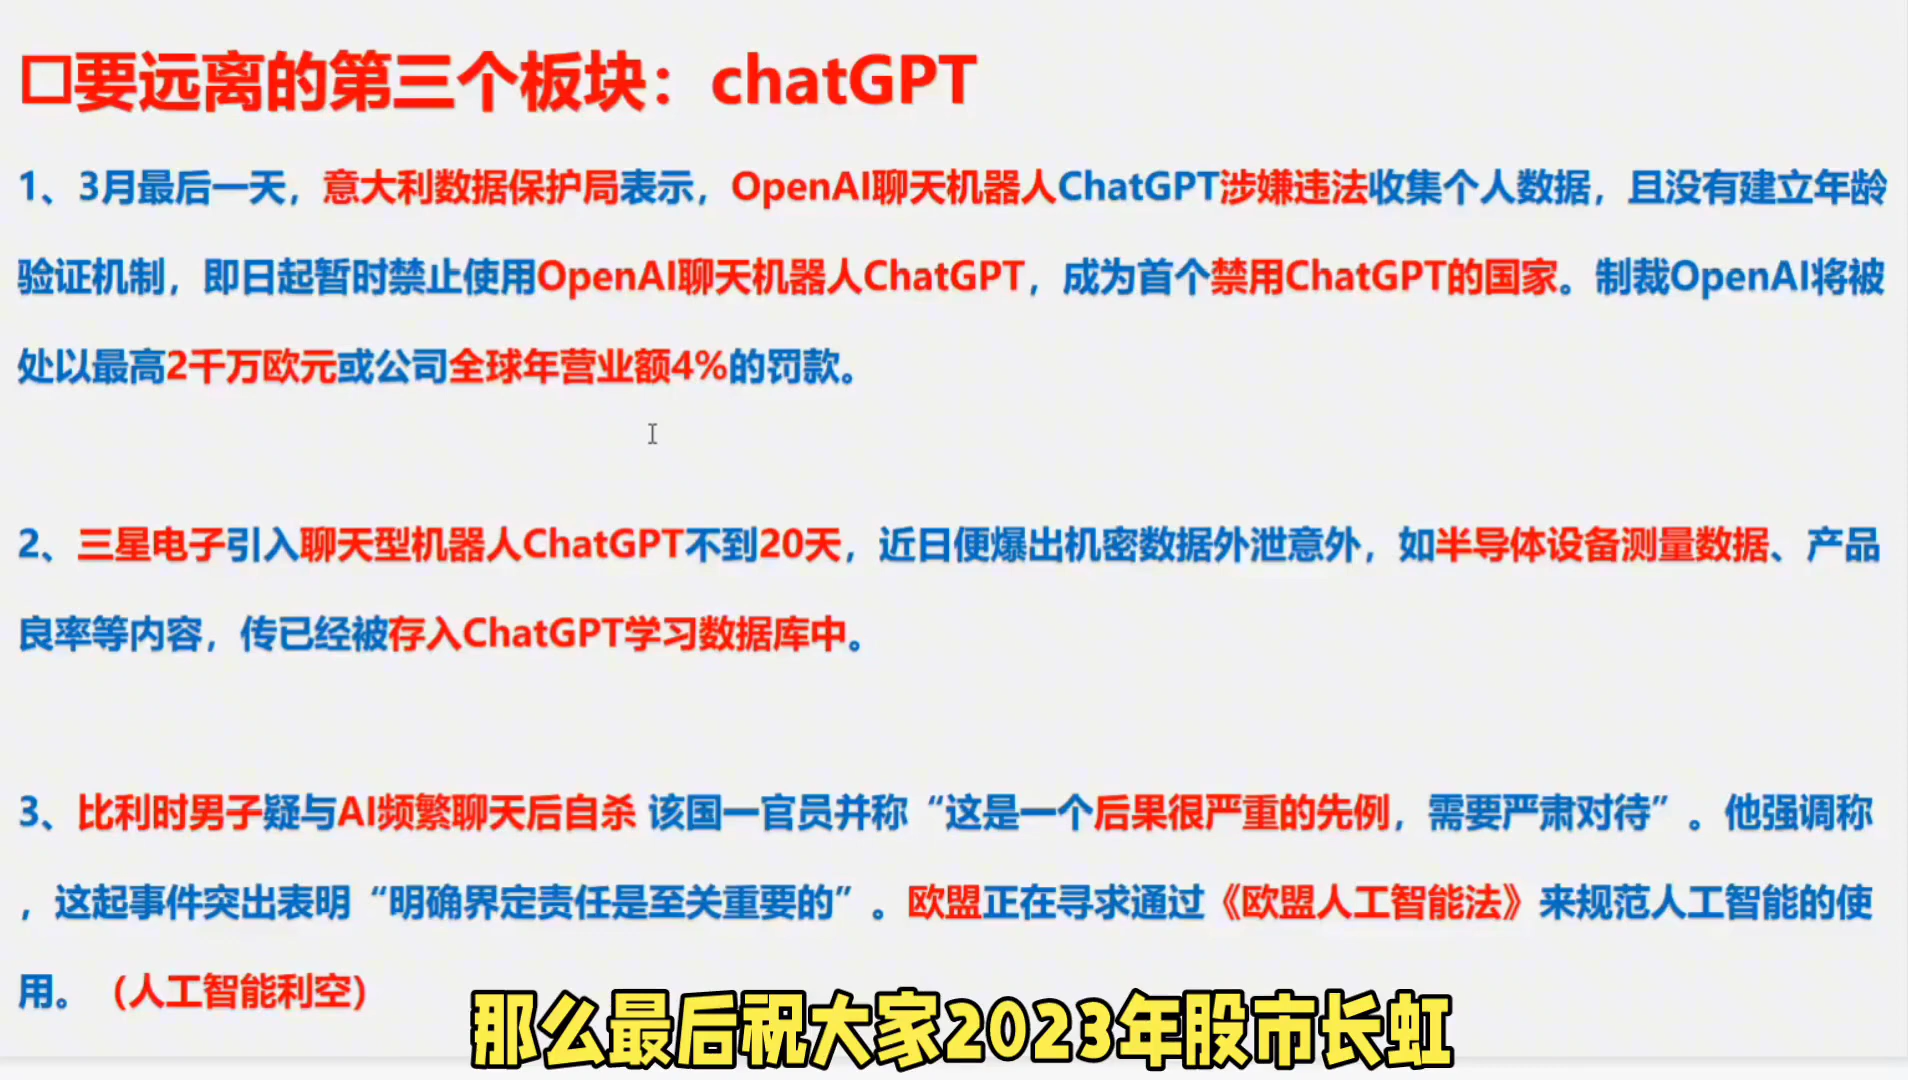 □要远离的第三个板块：chatGPT
1、3月最后一天，意大利数据保护局表示，OpenAI聊天机器人ChatGPT涉嫌违法收集个人数据，且没有建立年龄
验证机制，即日起暂时禁止使用OpenAI聊天机器人ChatGPT，成为首个禁用ChatGPT的国家。制裁OpenAI将被
处以最高2千万欧元或公司全球年营业额4%的罚款。
2、三星电子引入聊天型机器人ChatGPT不到20天，近日便爆出机密数据外泄意外，如半导体设备测量数据、产品
良率等内容，传已经被存入ChatGPT学习数据库中。
3、比利时男子疑与AI频繁聊天后自杀 该国一官员并称“这是一个后果很严重的先例，需要严肃对待”。他强调称
，这起事件突出表明“明确界定责任是至关重要的”。欧盟正在寻求通过《欧盟人工智能法》来规范人工智能的使
用。（人工智能利空）
那么最后祝大家2023年股市长虹